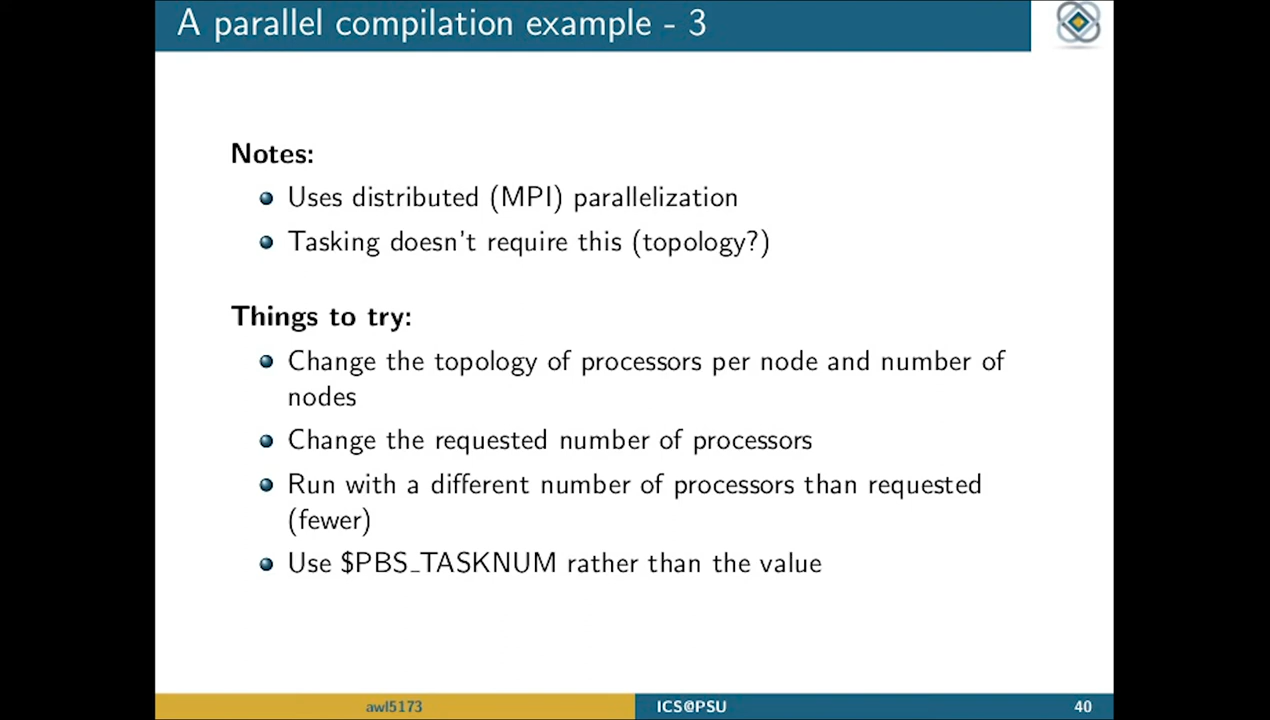 A parallel compilation example - 3
Notes:
Uses distributed (MPI) parallelization
Tasking doesn't require this (topology?)
Things to try:
Change the topology of processors per node and number of
nodes
Change the requested number of processors
Run with a different number of processors than requested
(fewer)
Use $PBS_TASKNUM rather than the value
awl5173
ICS@PSU
40